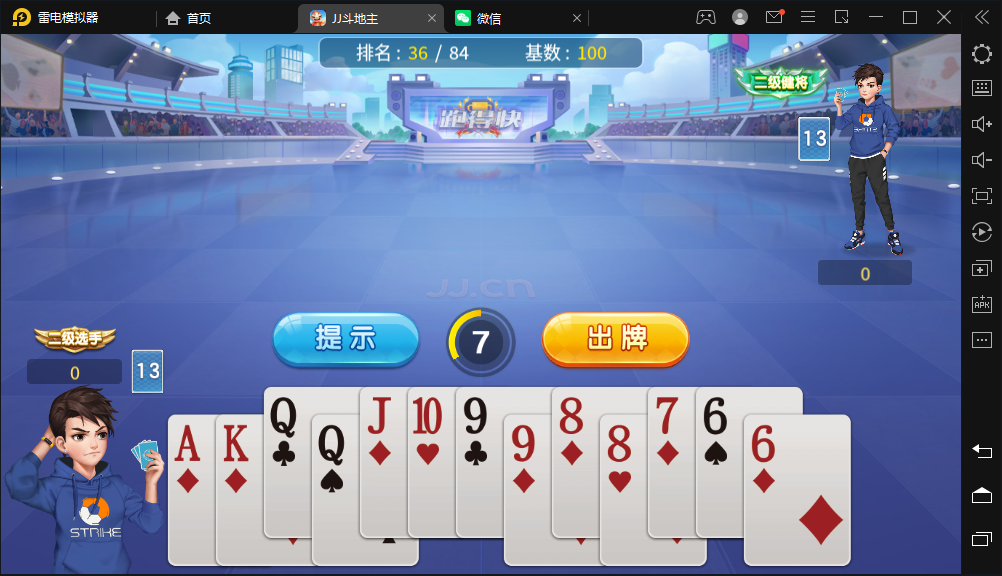 雷电模拟器
首页
JJ斗地主
微信
排名：36 / 84
基数：100
跑得快
二级健将
13
0
JJ.cn
提示
7
出牌
二级选手
0
13
A K Q Q J 10 9 9 8 8 7 6 6
STRIKE
APK